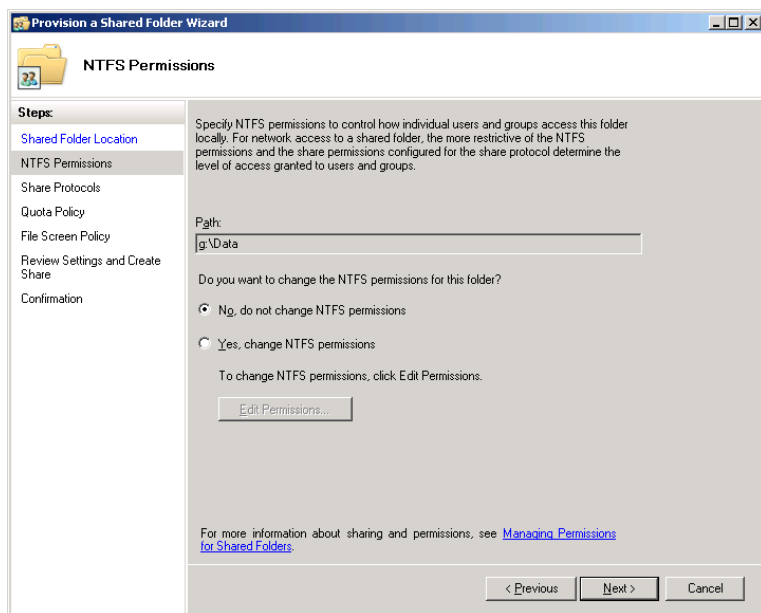 Provision a Shared Folder Wizard
NTFS Permissions
Steps:
Shared Folder Location
NTFS Permissions
Share Protocols
Quota Policy
File Screen Policy
Review Settings and Create
Share
Confirmation
Specify NTFS permissions to control how individual users and groups access this folder
locally. For network access to a shared folder, the more restrictive of the NTFS
permissions and the share permissions configured for the share protocol determine the
level of access granted to users and groups.
Path:
g:\Data
Do you want to change the NTFS permissions for this folder?
No, do not change NTFS permissions
Yes, change NTFS permissions
To change NTFS permissions, click Edit Permissions.
Edit Permissions...
For more information about sharing and permissions, see Managing Permissions
for Shared Folders.
< Previous
Next >
Cancel